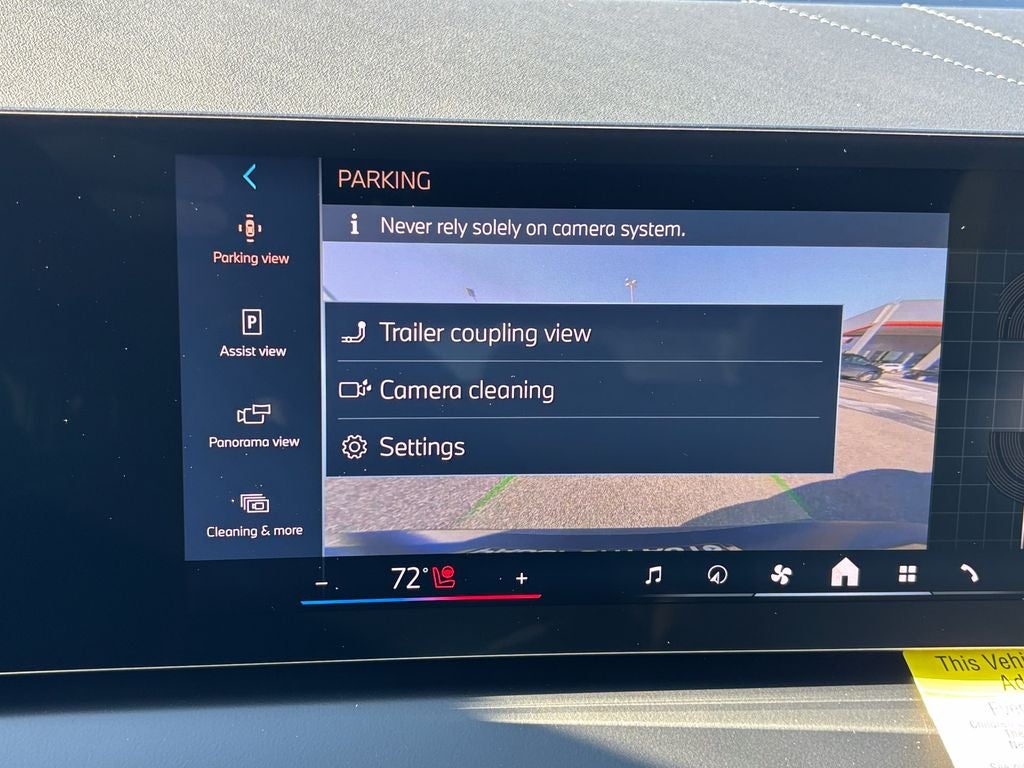 PARKING
i Never rely solely on camera system.
Parking view
P
Assist view
Panorama view
Cleaning & more
Trailer coupling view
Camera cleaning
Settings
− 72° +
This Vehi
Ad